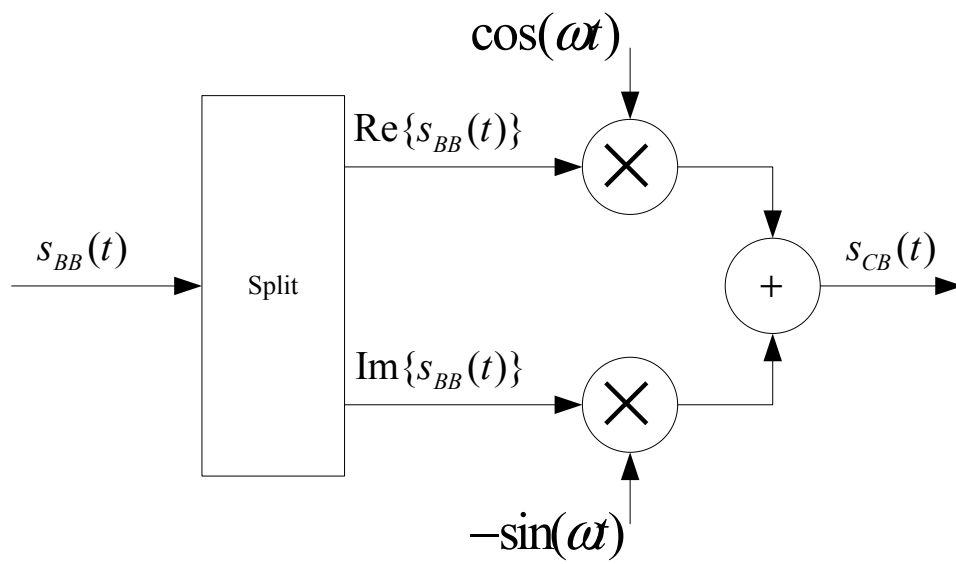 cos(ωt)
Re{s_BB(t)}
s_BB(t)
Split
+
s_CB(t)
Im{s_BB(t)}
−sin(ωt)